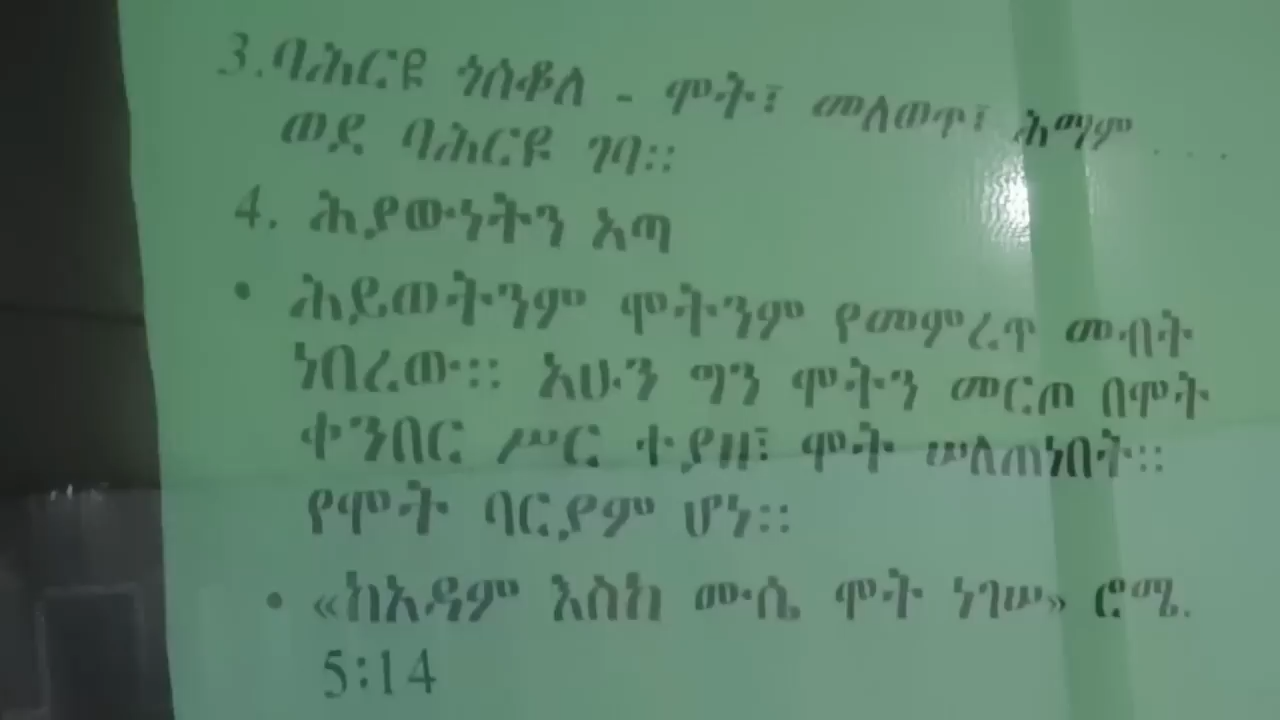 3.ባሕርዩ ጎሰቆለ - ሞት፣ መለወጥ፣ ሕማም . . .
ወደ ባሕርዩ ገባ።
4. ሕያውነትን አጣ
• ሕይወትንም ሞትንም የመምረጥ መብት
ነበረው። አሁን ግን ሞትን መርጦ በሞት
ቀንበር ሥር ተያዘ፣ ሞት ሠለጠነበት።
የሞት ባርያም ሆነ።
• «ከአዳም እስከ ሙሴ ሞት ነገሠ» ሮሜ.
5፡14